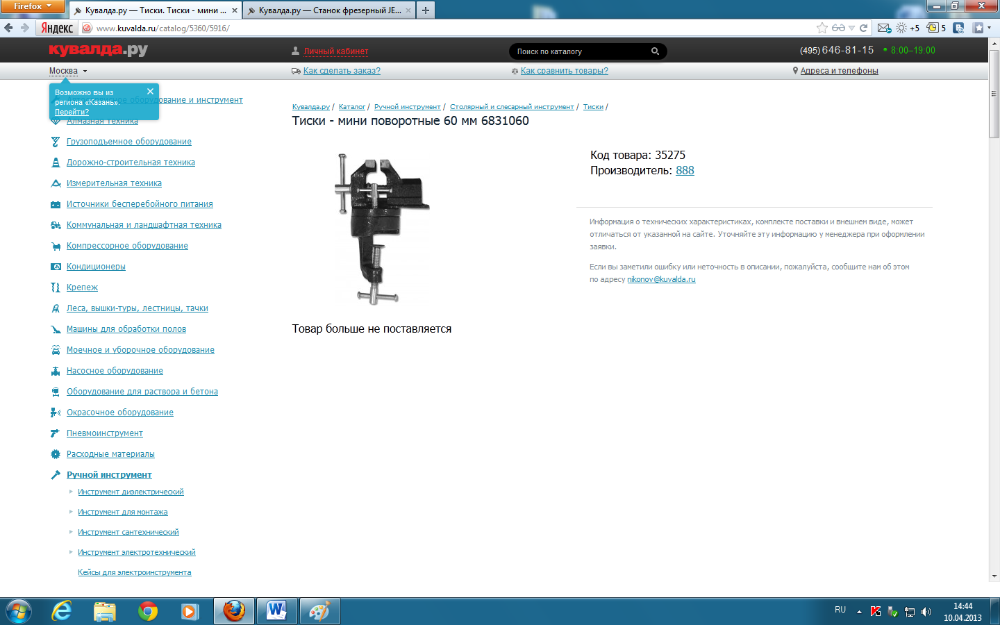 Firefox
Кувалда.ру — Тиски. Тиски - мини ...
Кувалда.ру — Станок фрезерный JE...
Яндекс
www.kuvalda.ru/catalog/5360/5916/
+5
5
кувалда.ру
Личный кабинет
Поиск по каталогу
(495) 646-81-15
8:00–19:00
Москва
Как сделать заказ?
Как сравнить товары?
Адреса и телефоны
Возможно вы из
региона «Казань».
Перейти?
оборудование и инструмент
Алмазная техника
Грузоподъемное оборудование
Дорожно-строительная техника
Измерительная техника
Источники бесперебойного питания
Коммунальная и ландшафтная техника
Компрессорное оборудование
Кондиционеры
Крепеж
Леса, вышки-туры, лестницы, тачки
Машины для обработки полов
Моечное и уборочное оборудование
Насосное оборудование
Оборудование для раствора и бетона
Окрасочное оборудование
Пневмоинструмент
Расходные материалы
Ручной инструмент
Инструмент диэлектрический
Инструмент для монтажа
Инструмент сантехнический
Инструмент электротехнический
Кейсы для электроинструмента
Кувалда.ру / Каталог / Ручной инструмент / Столярный и слесарный инструмент / Тиски /
Тиски - мини поворотные 60 мм 6831060
Товар больше не поставляется
Код товара: 35275
Производитель: 888
Информация о технических характеристиках, комплекте поставки и внешнем виде, может
отличаться от указанной на сайте. Уточняйте эту информацию у менеджера при оформлении
заявки.
Если вы заметили ошибку или неточность в описании, пожалуйста, сообщите нам об этом
по адресу nikonov@kuvalda.ru
RU
14:44
10.04.2013